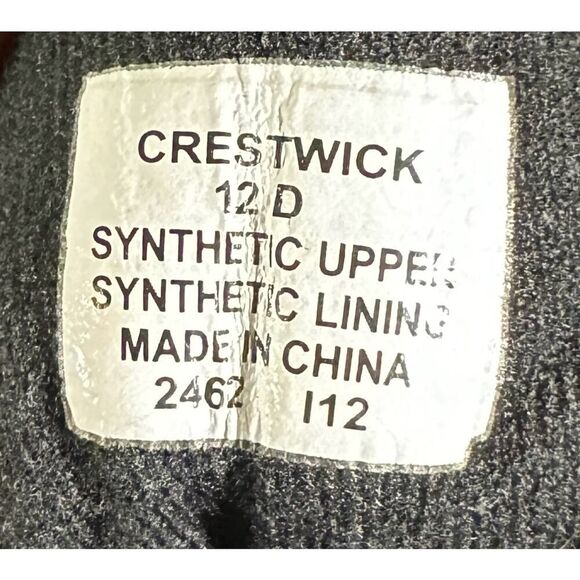 CRESTWICK
12 D
SYNTHETIC UPPER
SYNTHETIC LINING
MADE IN CHINA
2462 I12